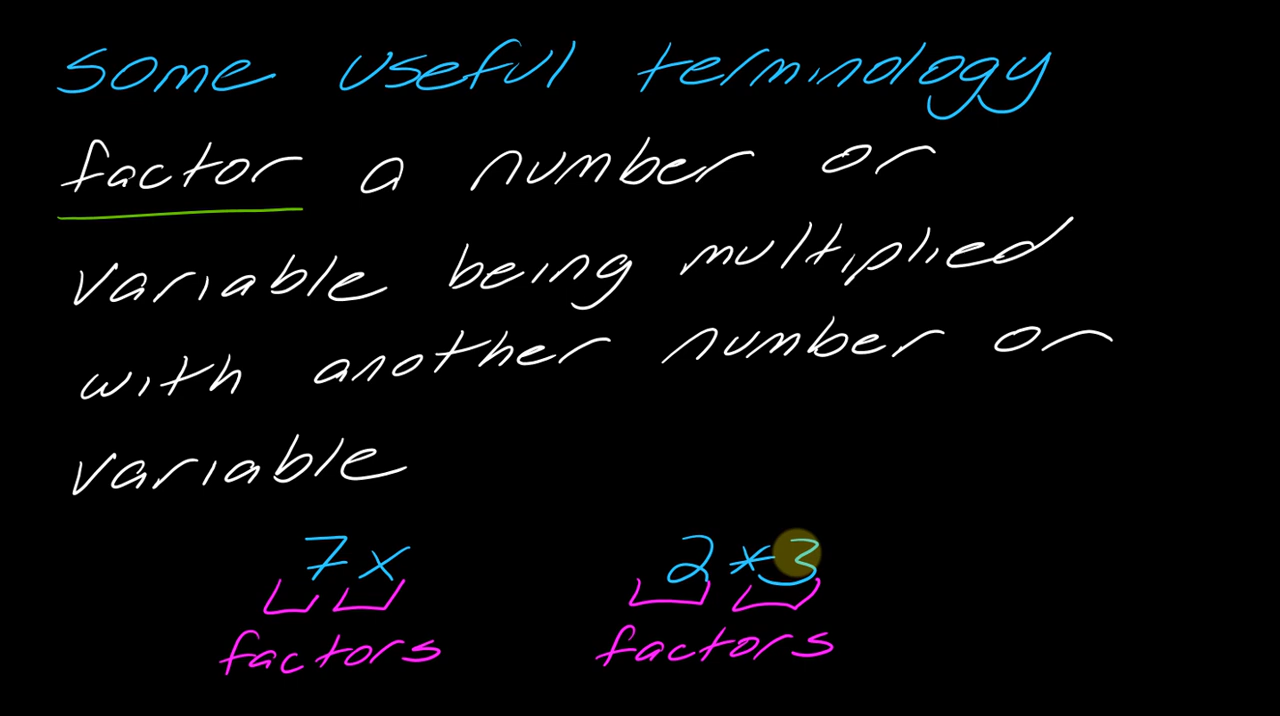 some useful terminology
factor a number or
variable being multiplied
with another number or
variable
7x 2*3
factors factors